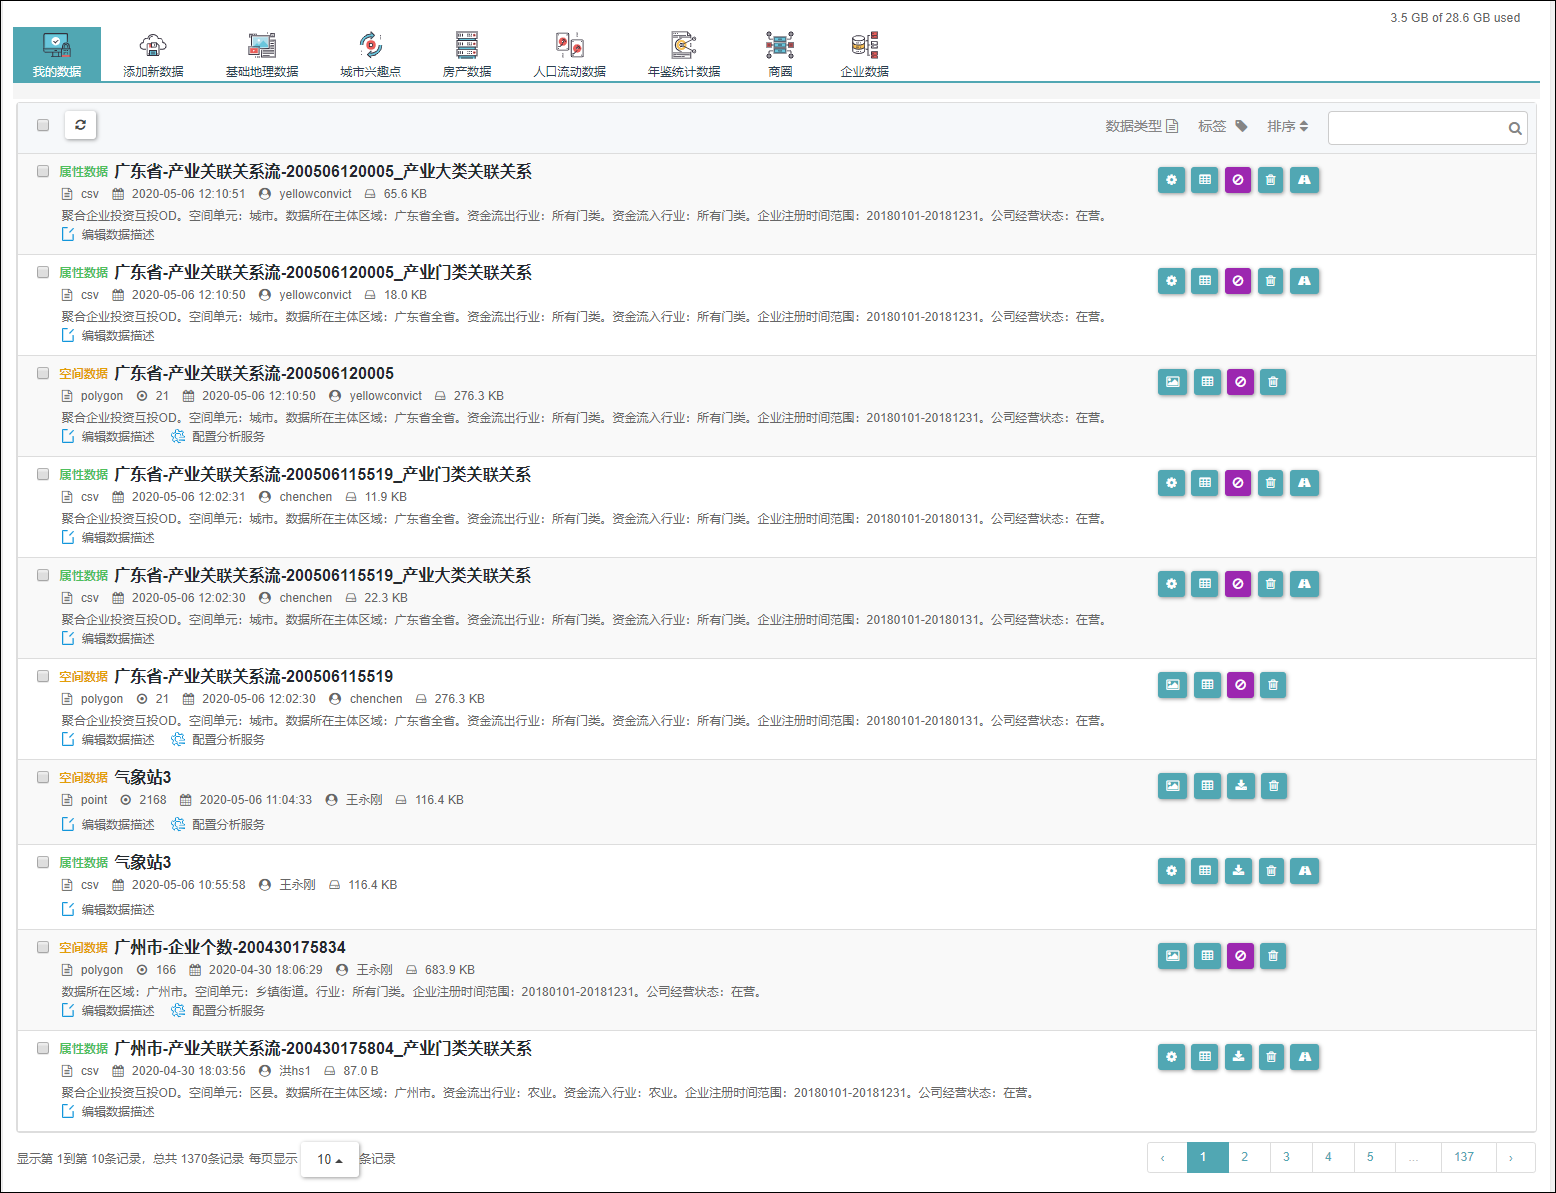 3.5 GB of 28.6 GB used
我的数据 添加新数据 基础地理数据 城市兴趣点 房产数据 人口流动数据 年鉴统计数据 商圈 企业数据
数据类型 标签 排序
属性数据 广东省-产业关联关系流-200506120005_产业大类关联关系
csv 2020-05-06 12:10:51 yellowconvict 65.6 KB
聚合企业投资互投OD。空间单元：城市。数据所在主体区域：广东省全省。资金流出行业：所有门类。资金流入行业：所有门类。企业注册时间范围：20180101-20181231。公司经营状态：在营。
编辑数据描述
属性数据 广东省-产业关联关系流-200506120005_产业门类关联关系
csv 2020-05-06 12:10:50 yellowconvict 18.0 KB
聚合企业投资互投OD。空间单元：城市。数据所在主体区域：广东省全省。资金流出行业：所有门类。资金流入行业：所有门类。企业注册时间范围：20180101-20181231。公司经营状态：在营。
编辑数据描述
空间数据 广东省-产业关联关系流-200506120005
polygon 21 2020-05-06 12:10:50 yellowconvict 276.3 KB
聚合企业投资互投OD。空间单元：城市。数据所在主体区域：广东省全省。资金流出行业：所有门类。资金流入行业：所有门类。企业注册时间范围：20180101-20181231。公司经营状态：在营。
编辑数据描述 配置分析服务
属性数据 广东省-产业关联关系流-200506115519_产业门类关联关系
csv 2020-05-06 12:02:31 chenchen 11.9 KB
聚合企业投资互投OD。空间单元：城市。数据所在主体区域：广东省全省。资金流出行业：所有门类。资金流入行业：所有门类。企业注册时间范围：20180101-20180131。公司经营状态：在营。
编辑数据描述
属性数据 广东省-产业关联关系流-200506115519_产业大类关联关系
csv 2020-05-06 12:02:30 chenchen 22.3 KB
聚合企业投资互投OD。空间单元：城市。数据所在主体区域：广东省全省。资金流出行业：所有门类。资金流入行业：所有门类。企业注册时间范围：20180101-20180131。公司经营状态：在营。
编辑数据描述
空间数据 广东省-产业关联关系流-200506115519
polygon 21 2020-05-06 12:02:30 chenchen 276.3 KB
聚合企业投资互投OD。空间单元：城市。数据所在主体区域：广东省全省。资金流出行业：所有门类。资金流入行业：所有门类。企业注册时间范围：20180101-20180131。公司经营状态：在营。
编辑数据描述 配置分析服务
空间数据 气象站3
point 2168 2020-05-06 11:04:33 王永刚 116.4 KB
编辑数据描述 配置分析服务
属性数据 气象站3
csv 2020-05-06 10:55:58 王永刚 116.4 KB
编辑数据描述
空间数据 广州市-企业个数-200430175834
polygon 166 2020-04-30 18:06:29 王永刚 683.9 KB
数据所在区域：广州市。空间单元：乡镇街道。行业：所有门类。企业注册时间范围：20180101-20181231。公司经营状态：在营。
编辑数据描述 配置分析服务
属性数据 广州市-产业关联关系流-200430175804_产业门类关联关系
csv 2020-04-30 18:03:56 洪hs1 87.0 B
聚合企业投资互投OD。空间单元：区县。数据所在主体区域：广州市。资金流出行业：农业。资金流入行业：农业。企业注册时间范围：20180101-20181231。公司经营状态：在营。
编辑数据描述
显示第 1到第 10条记录，总共 1370条记录 每页显示 10 条记录
‹ 1 2 3 4 5 ... 137 ›